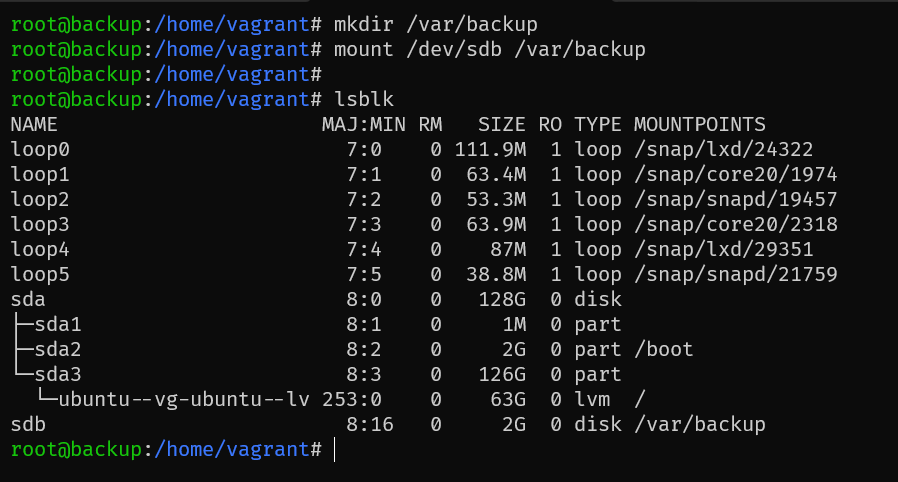 root@backup:/home/vagrant# mkdir /var/backup
root@backup:/home/vagrant# mount /dev/sdb /var/backup
root@backup:/home/vagrant#
root@backup:/home/vagrant# lsblk
NAME                      MAJ:MIN RM   SIZE RO TYPE MOUNTPOINTS
loop0                       7:0    0 111.9M  1 loop /snap/lxd/24322
loop1                       7:1    0  63.4M  1 loop /snap/core20/1974
loop2                       7:2    0  53.3M  1 loop /snap/snapd/19457
loop3                       7:3    0  63.9M  1 loop /snap/core20/2318
loop4                       7:4    0    87M  1 loop /snap/lxd/29351
loop5                       7:5    0  38.8M  1 loop /snap/snapd/21759
sda                         8:0    0   128G  0 disk
├─sda1                      8:1    0     1M  0 part
├─sda2                      8:2    0     2G  0 part /boot
└─sda3                      8:3    0   126G  0 part
  └─ubuntu--vg-ubuntu--lv 253:0    0    63G  0 lvm  /
sdb                         8:16   0     2G  0 disk /var/backup
root@backup:/home/vagrant#